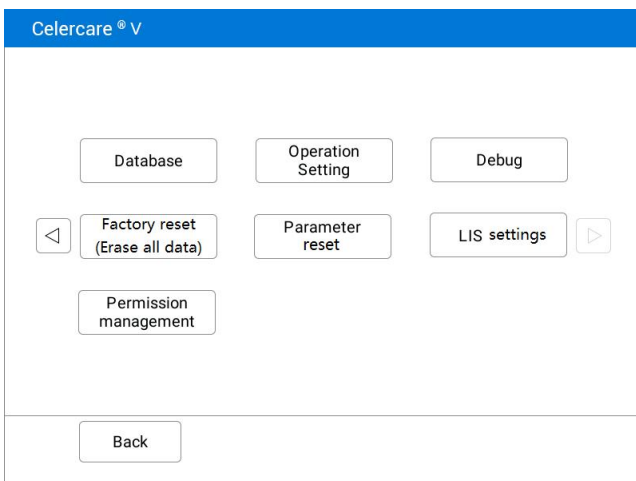 Celercare ® V
Database
Operation
Setting
Debug
Factory reset
(Erase all data)
Parameter
reset
LIS settings
Permission
management
Back